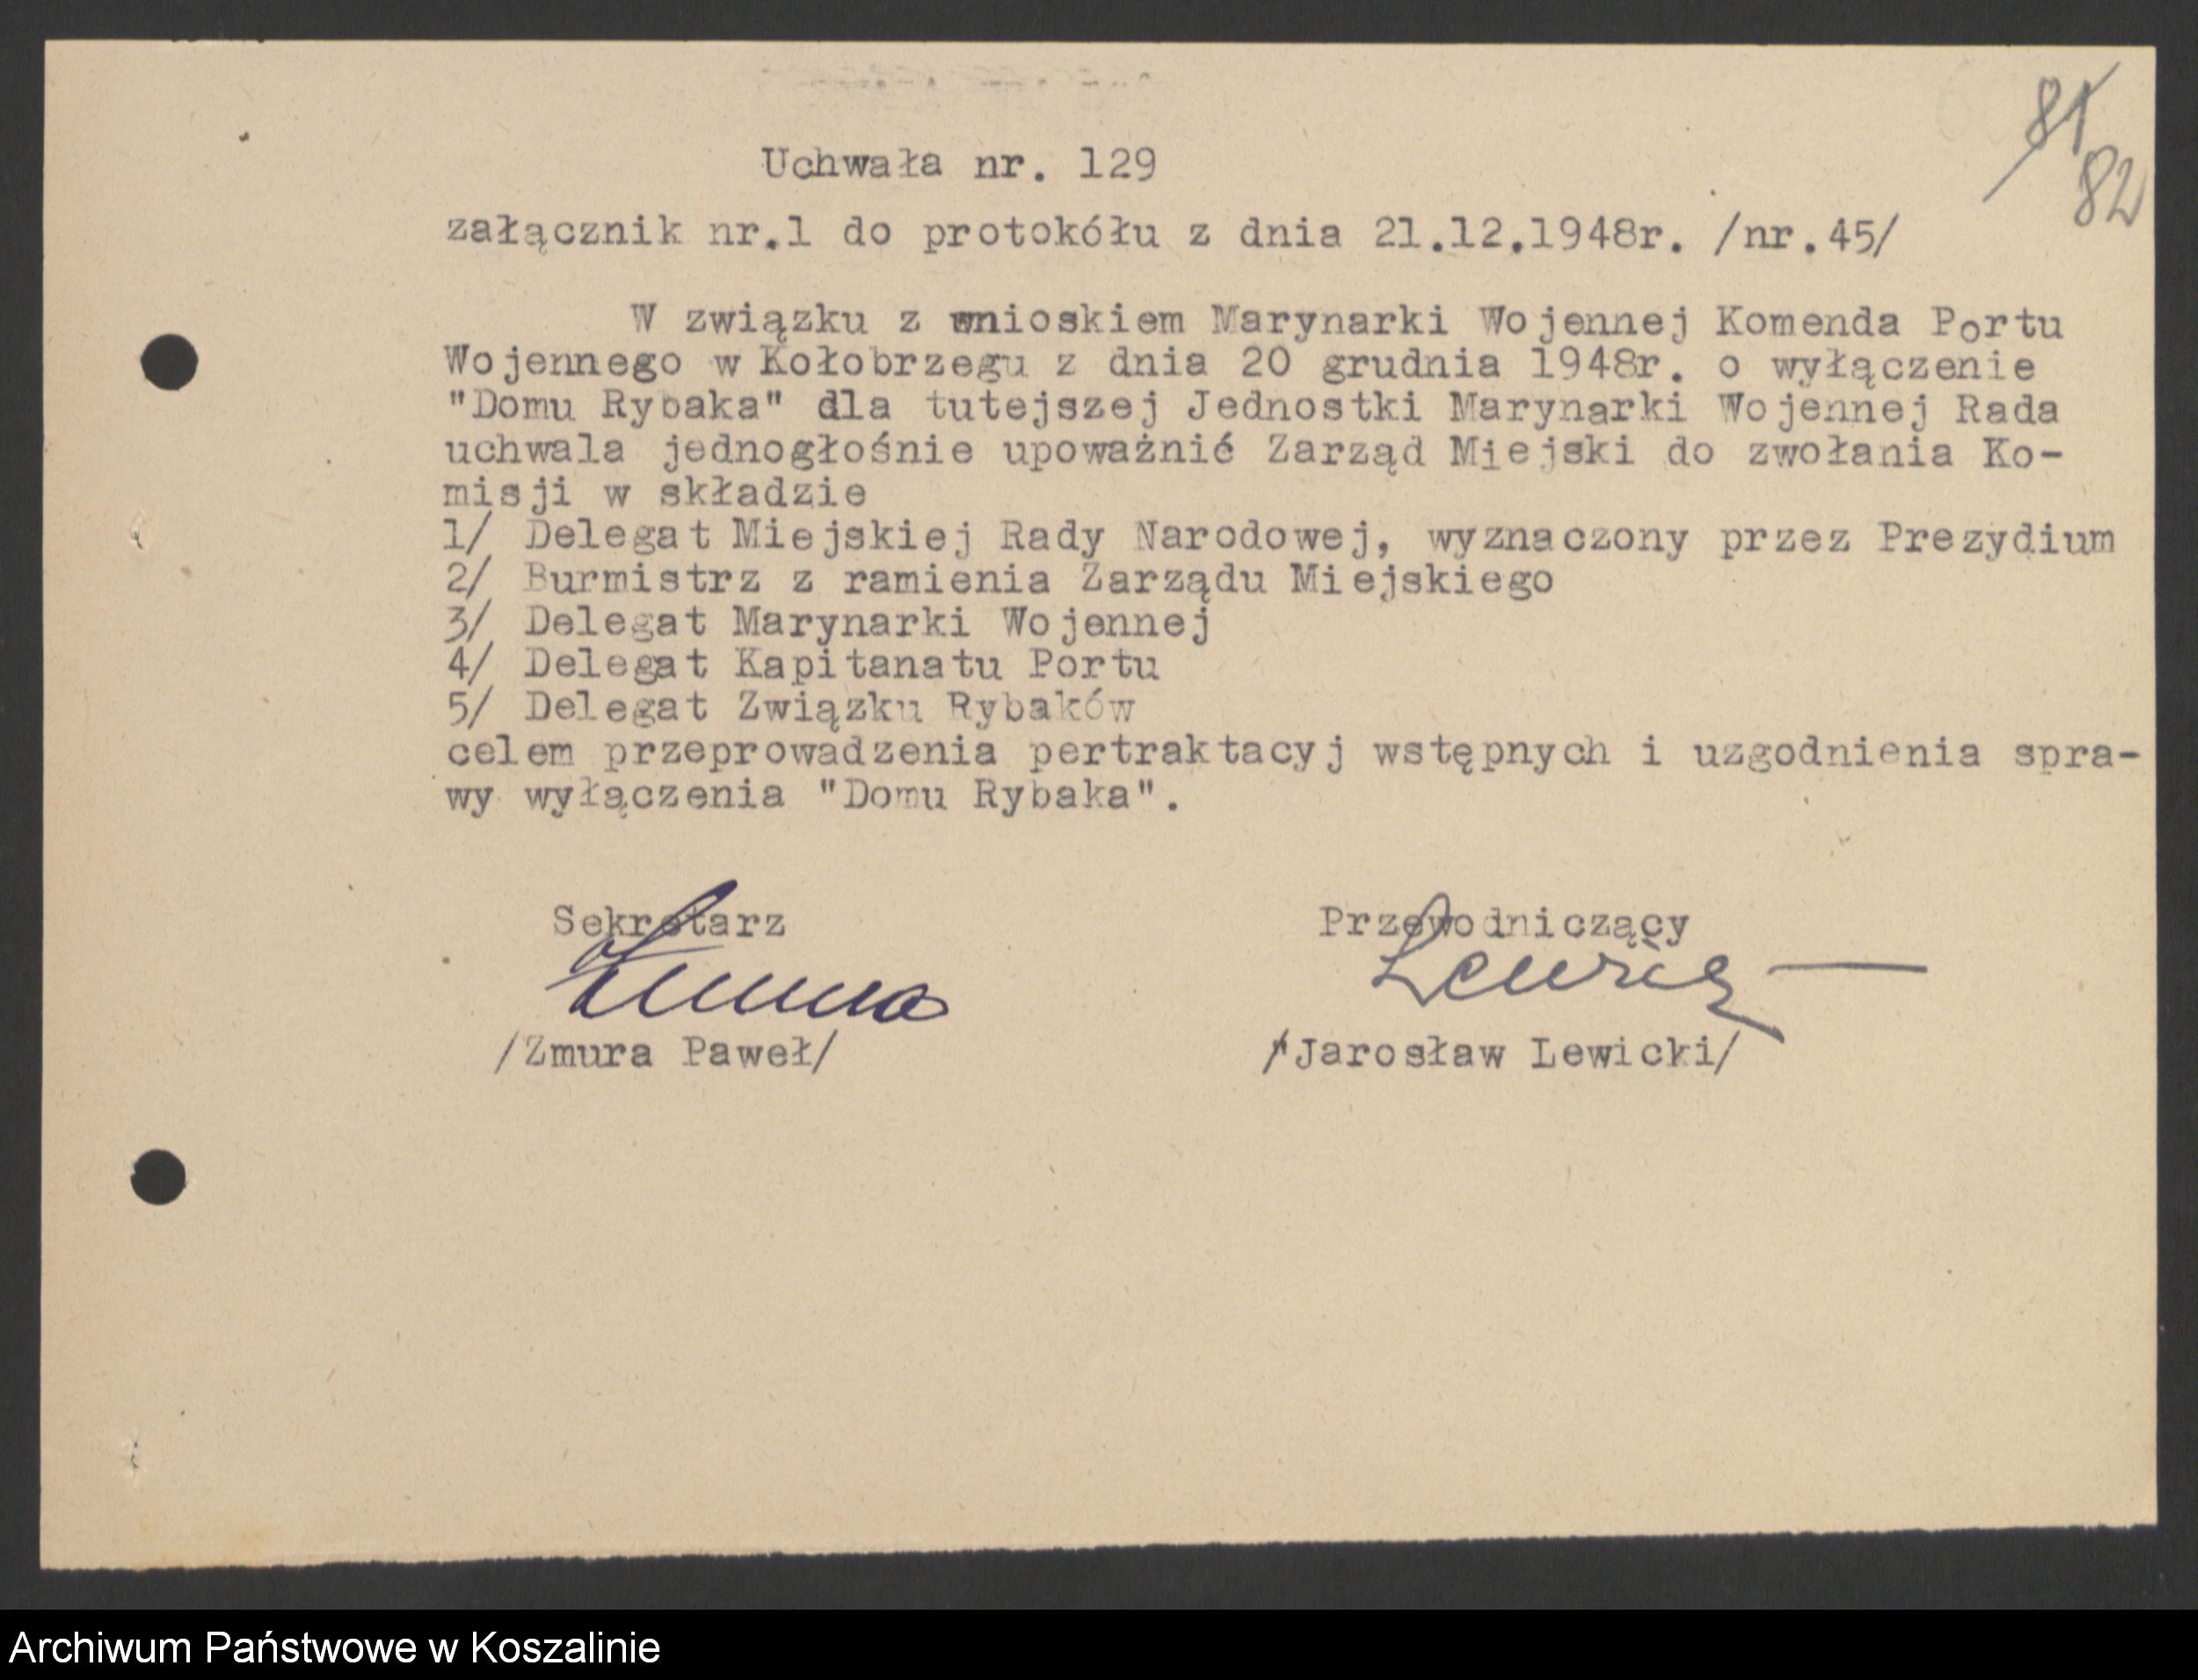 81
82
Uchwała nr. 129
załącznik nr.1 do protokółu z dnia 21.12.1948r. /nr.45/
W związku z wnioskiem Marynarki Wojennej Komenda Portu
Wojennego w Kołobrzegu z dnia 20 grudnia 1948r. o wyłączenie
"Domu Rybaka" dla tutejszej Jednostki Marynarki Wojennej Rada
uchwala jednogłośnie upoważnić Zarząd Miejski do zwołania Ko-
misji w składzie
1/ Delegat Miejskiej Rady Narodowej, wyznaczony przez Prezydium
2/ Burmistrz z ramienia Zarządu Miejskiego
3/ Delegat Marynarki Wojennej
4/ Delegat Kapitanatu Portu
5/ Delegat Związku Rybaków
celem przeprowadzenia pertraktacyj wstępnych i uzgodnienia spra-
wy wyłączenia "Domu Rybaka".
Sekretarz Przewodniczący
/Zmura Paweł/ /Jarosław Lewicki/
Archiwum Państwowe w Koszalinie